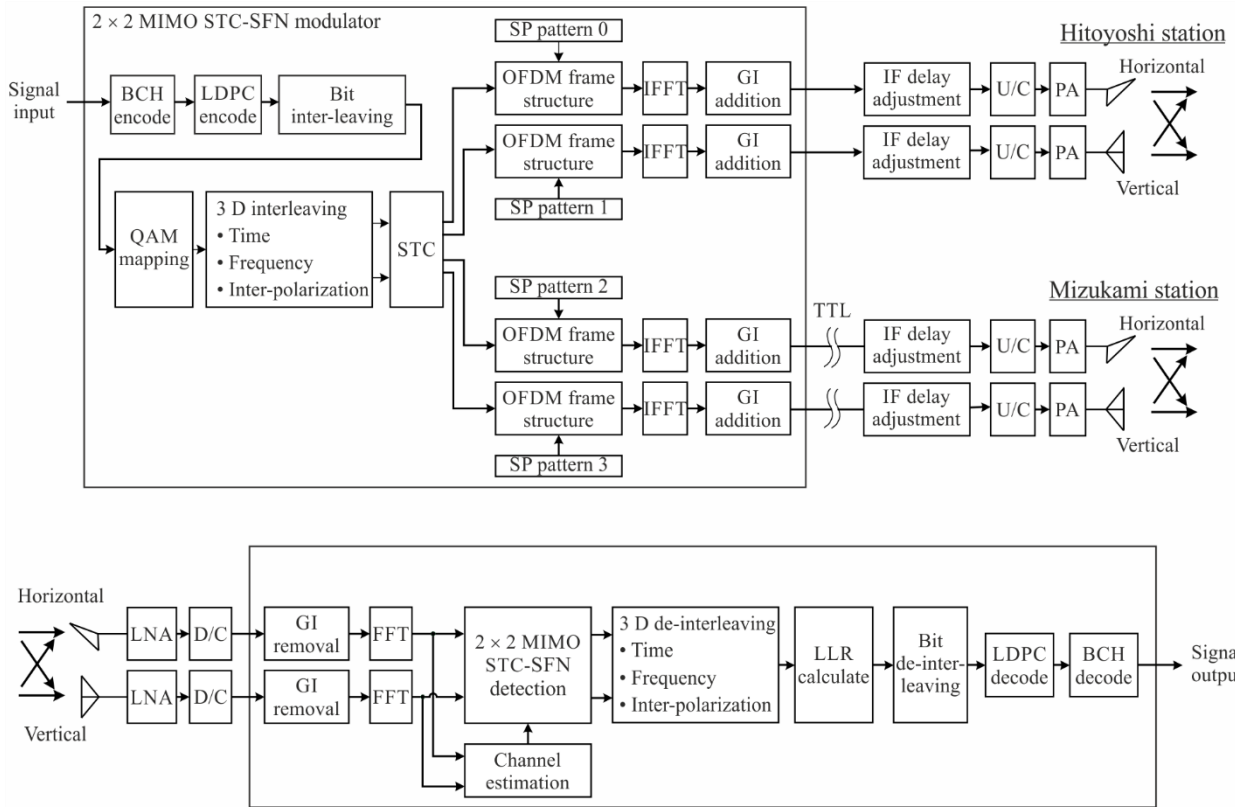 2 × 2 MIMO STC-SFN modulator
Signal
input
BCH
encode
LDPC
encode
Bit
inter-leaving
QAM
mapping
3 D interleaving
• Time
• Frequency
• Inter-polarization
STC
SP pattern 0
OFDM frame
structure
IFFT
GI
addition
IF delay
adjustment
U/C
PA
Hitoyoshi station
Horizontal
OFDM frame
structure
IFFT
GI
addition
IF delay
adjustment
U/C
PA
Vertical
SP pattern 1
SP pattern 2
OFDM frame
structure
IFFT
GI
addition
TTL
IF delay
adjustment
U/C
PA
Mizukami station
Horizontal
OFDM frame
structure
IFFT
GI
addition
IF delay
adjustment
U/C
PA
Vertical
SP pattern 3
Horizontal
LNA
D/C
GI
removal
FFT
Vertical
LNA
D/C
GI
removal
FFT
2 × 2 MIMO
STC-SFN
detection
Channel
estimation
3 D de-interleaving
• Time
• Frequency
• Inter-polarization
LLR
calculate
Bit
de-inter-
leaving
LDPC
decode
BCH
decode
Signal
output